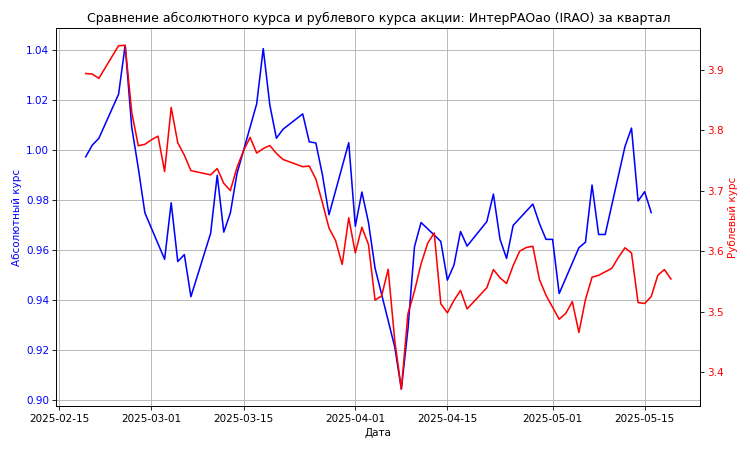 Сравнение абсолютного курса и рублевого курса акции: ИнтерРАОао (IRAO) за квартал
1.04
1.02
1.00
0.98
0.96
0.94
0.92
0.90
Абсолютный курс
3.9
3.8
3.7
3.6
3.5
3.4
Рублевый курс
2025-02-15 2025-03-01 2025-03-15 2025-04-01 2025-04-15 2025-05-01 2025-05-15
Дата